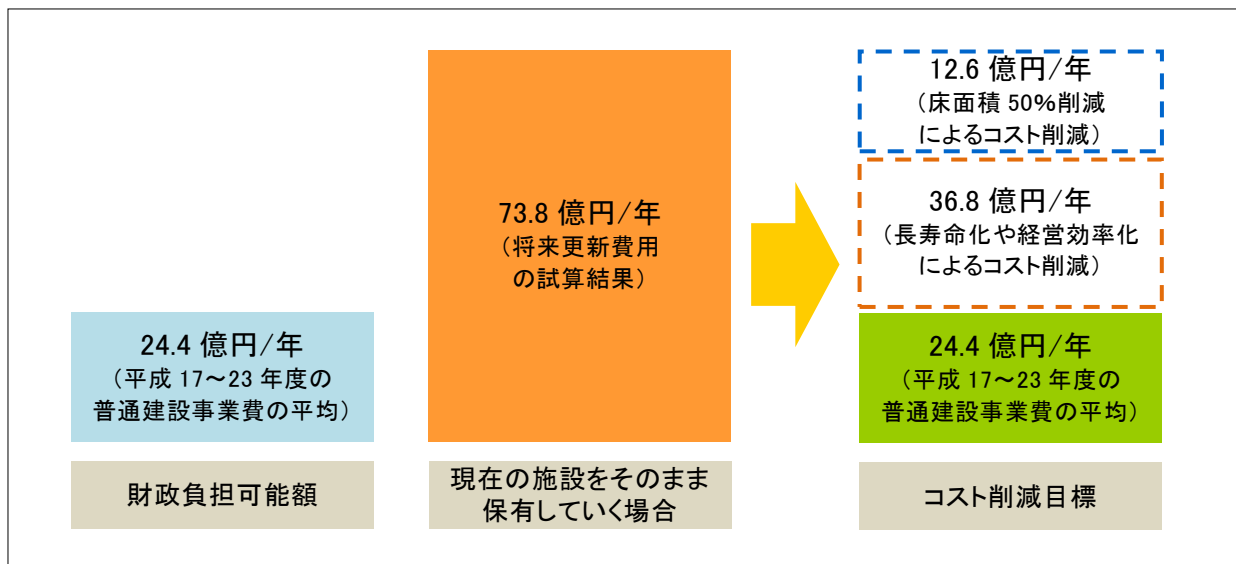 24.4 億円/年
（平成 17～23 年度の
普通建設事業費の平均）
財政負担可能額
73.8 億円/年
（将来更新費用
の試算結果）
現在の施設をそのまま
保有していく場合
12.6 億円/年
（床面積 50%削減
によるコスト削減）
36.8 億円/年
（長寿命化や経営効率化
によるコスト削減）
24.4 億円/年
（平成 17～23 年度の
普通建設事業費の平均）
コスト削減目標